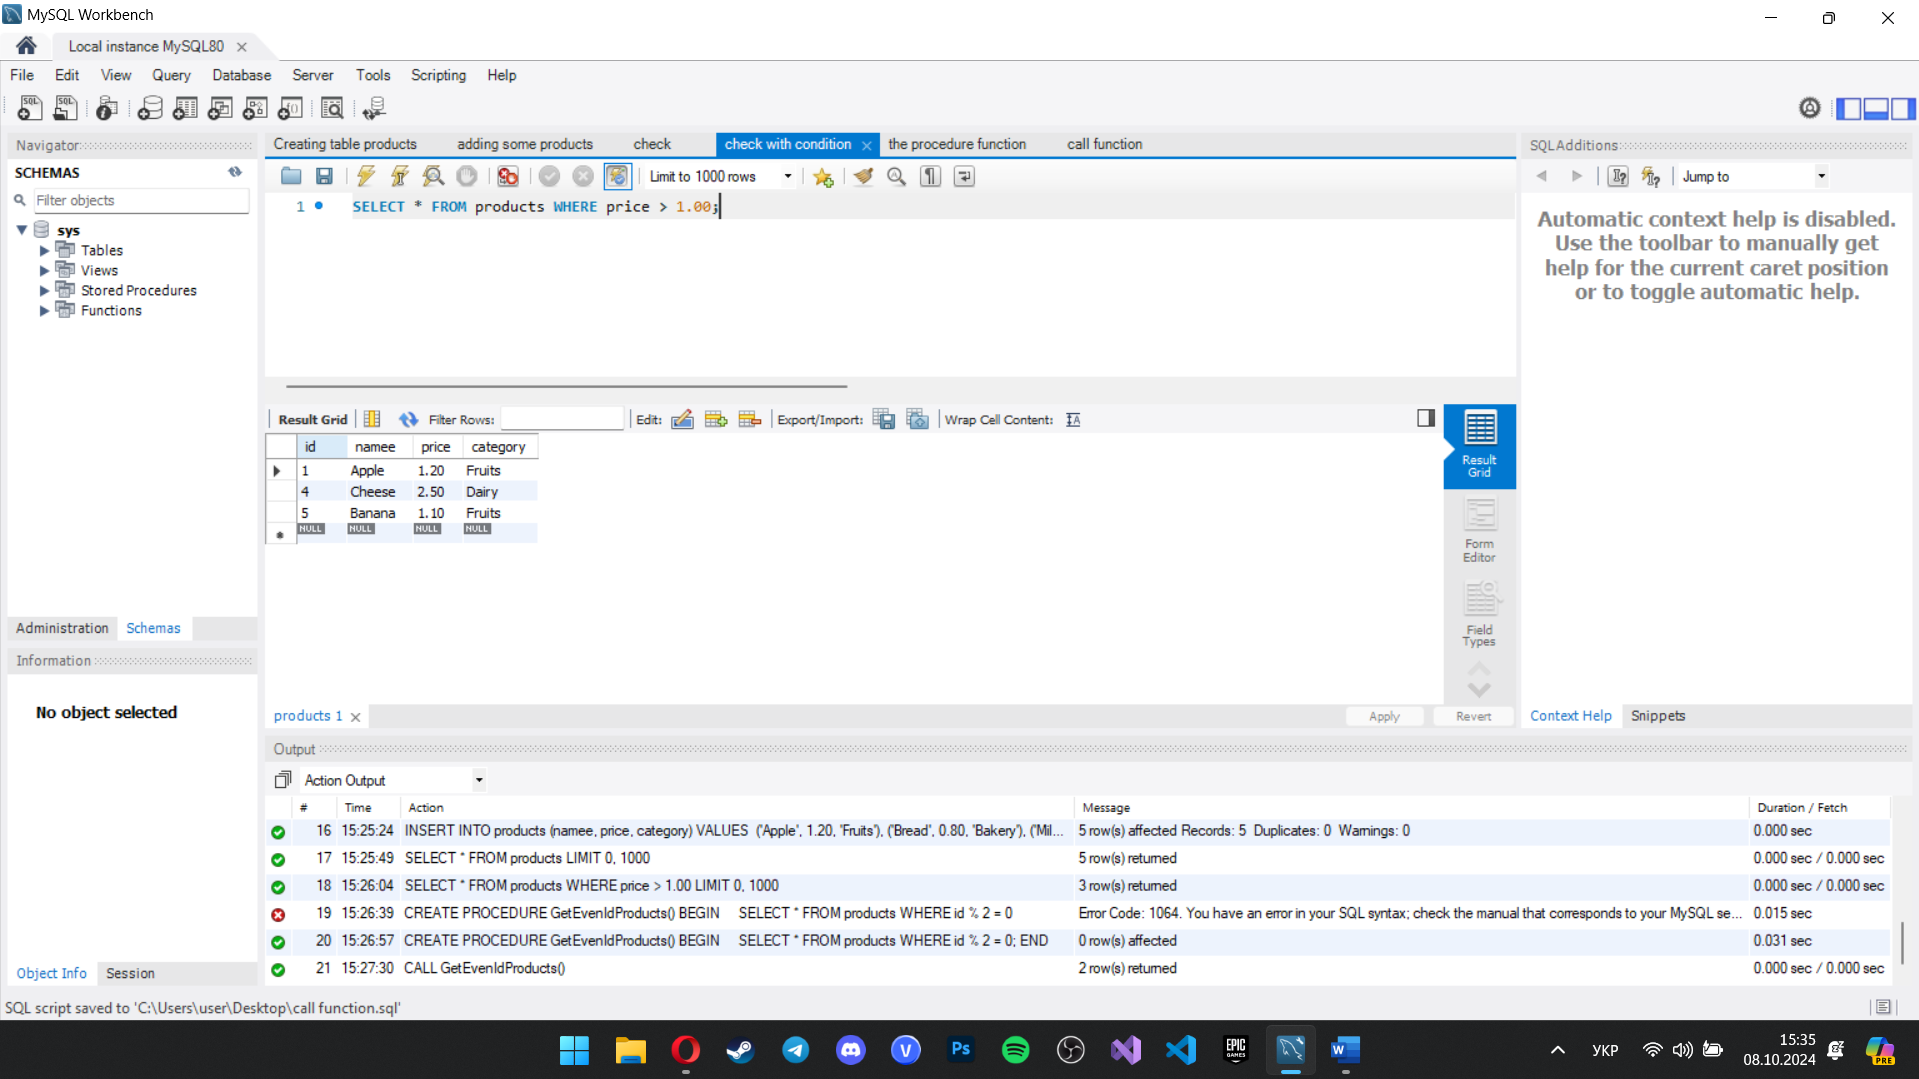 MySQL Workbench
Local instance MySQL80
File Edit View Query Database Server Tools Scripting Help
Navigator
SCHEMAS
Filter objects
sys
Tables
Views
Stored Procedures
Functions
Administration Schemas
Information
No object selected
Object Info Session
Creating table products adding some products check check with condition the procedure function call function
Limit to 1000 rows
1 SELECT * FROM products WHERE price > 1.00;
Result Grid Filter Rows: Edit: Export/Import: Wrap Cell Content:
id namee price category
1 Apple 1.20 Fruits
4 Cheese 2.50 Dairy
5 Banana 1.10 Fruits
NULL NULL NULL NULL
Result Grid
Form Editor
Field Types
products 1 Apply Revert
SQLAdditions
Jump to
Automatic context help is disabled.
Use the toolbar to manually get
help for the current caret position
or to toggle automatic help.
Context Help Snippets
Output
Action Output
# Time Action Message Duration / Fetch
16 15:25:24 INSERT INTO products (namee, price, category) VALUES ('Apple', 1.20, 'Fruits'), ('Bread', 0.80, 'Bakery'), ('Mil... 5 row(s) affected Records: 5 Duplicates: 0 Warnings: 0 0.000 sec
17 15:25:49 SELECT * FROM products LIMIT 0, 1000 5 row(s) returned 0.000 sec / 0.000 sec
18 15:26:04 SELECT * FROM products WHERE price > 1.00 LIMIT 0, 1000 3 row(s) returned 0.000 sec / 0.000 sec
19 15:26:39 CREATE PROCEDURE GetEvenIdProducts() BEGIN SELECT * FROM products WHERE id % 2 = 0 Error Code: 1064. You have an error in your SQL syntax; check the manual that corresponds to your MySQL se... 0.015 sec
20 15:26:57 CREATE PROCEDURE GetEvenIdProducts() BEGIN SELECT * FROM products WHERE id % 2 = 0; END 0 row(s) affected 0.031 sec
21 15:27:30 CALL GetEvenIdProducts() 2 row(s) returned 0.000 sec / 0.000 sec
SQL script saved to 'C:\Users\user\Desktop\call function.sql'
УКР
15:35
08.10.2024